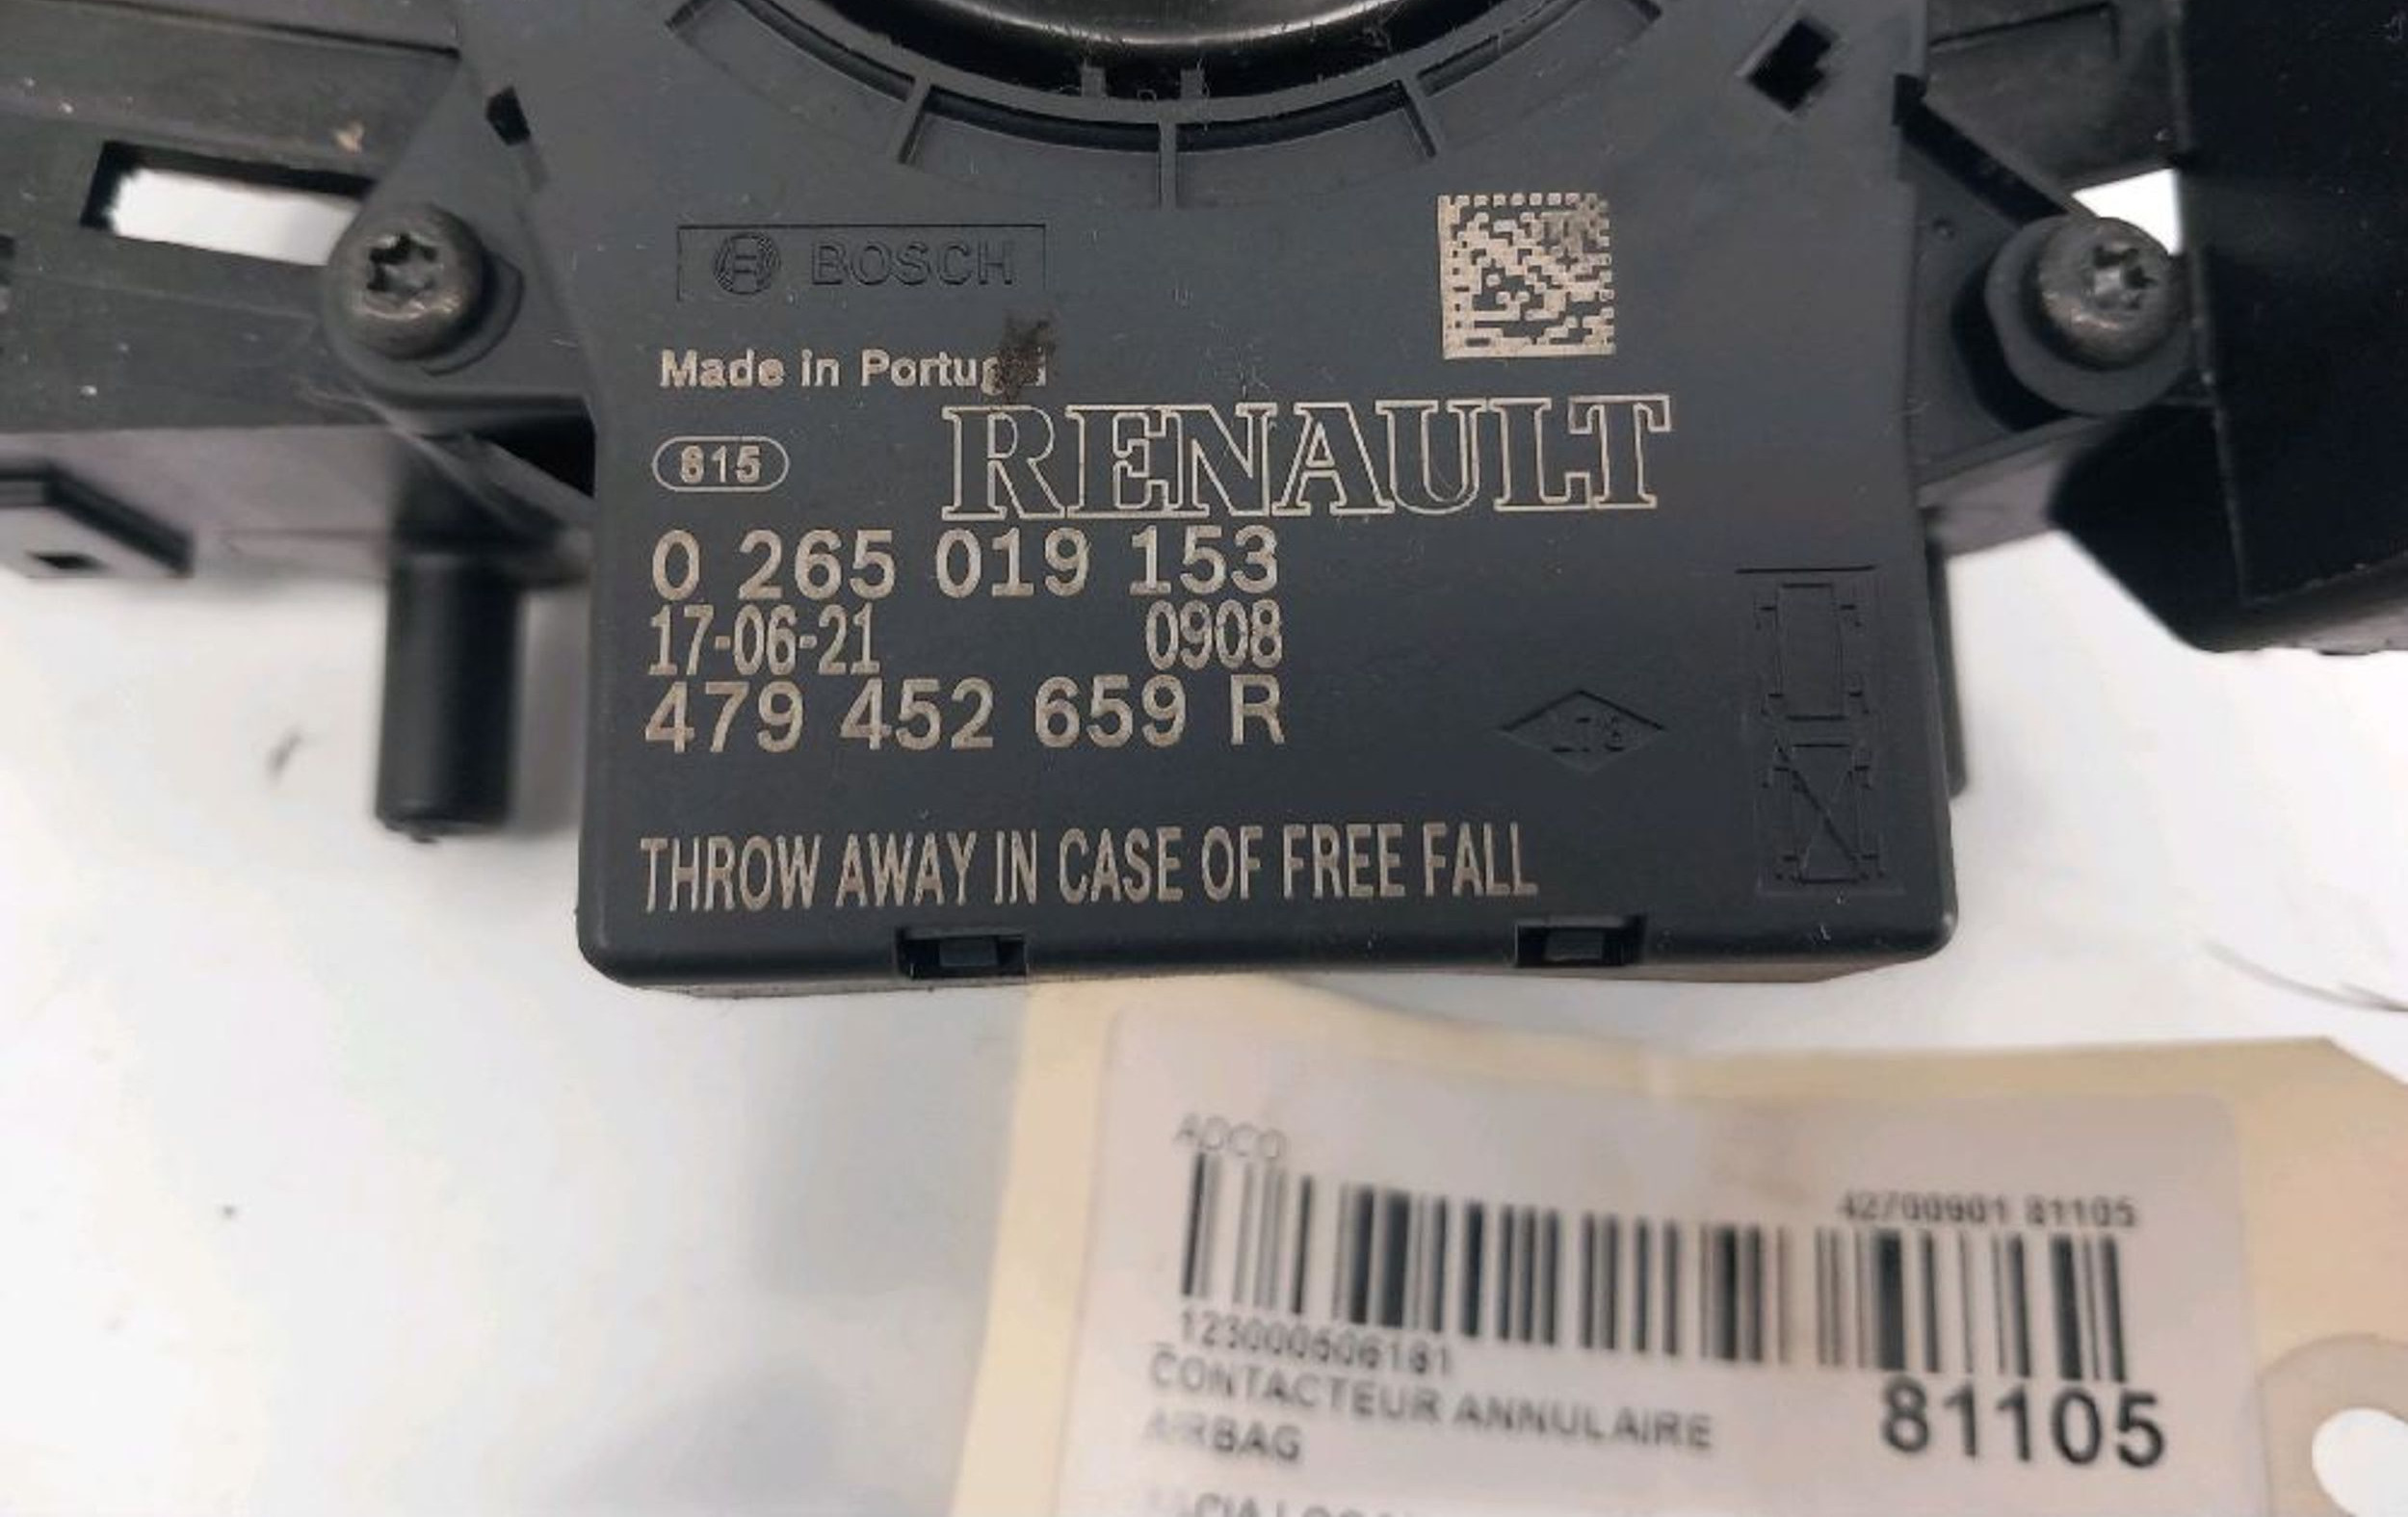 BOSCH
Made in Portugal
815
RENAULT
0 265 019 153
17-06-21 0908
479 452 659 R
THROW AWAY IN CASE OF FREE FALL
ADCO
42700901 81105
123000606181
CONTACTEUR ANNULAIRE
81105
AIRBAG